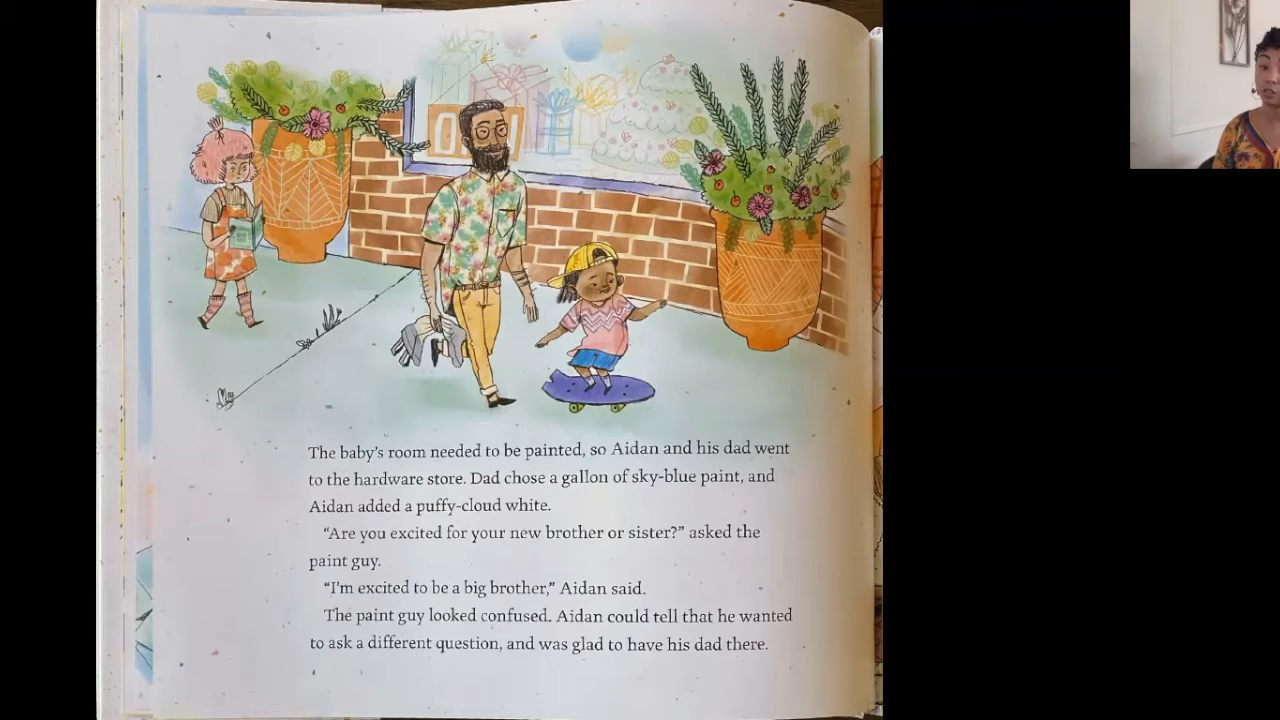 The baby's room needed to be painted, so Aidan and his dad went
to the hardware store. Dad chose a gallon of sky-blue paint, and
Aidan added a puffy-cloud white.
“Are you excited for your new brother or sister?” asked the
paint guy.
“I'm excited to be a big brother,” Aidan said.
The paint guy looked confused. Aidan could tell that he wanted
to ask a different question, and was glad to have his dad there.